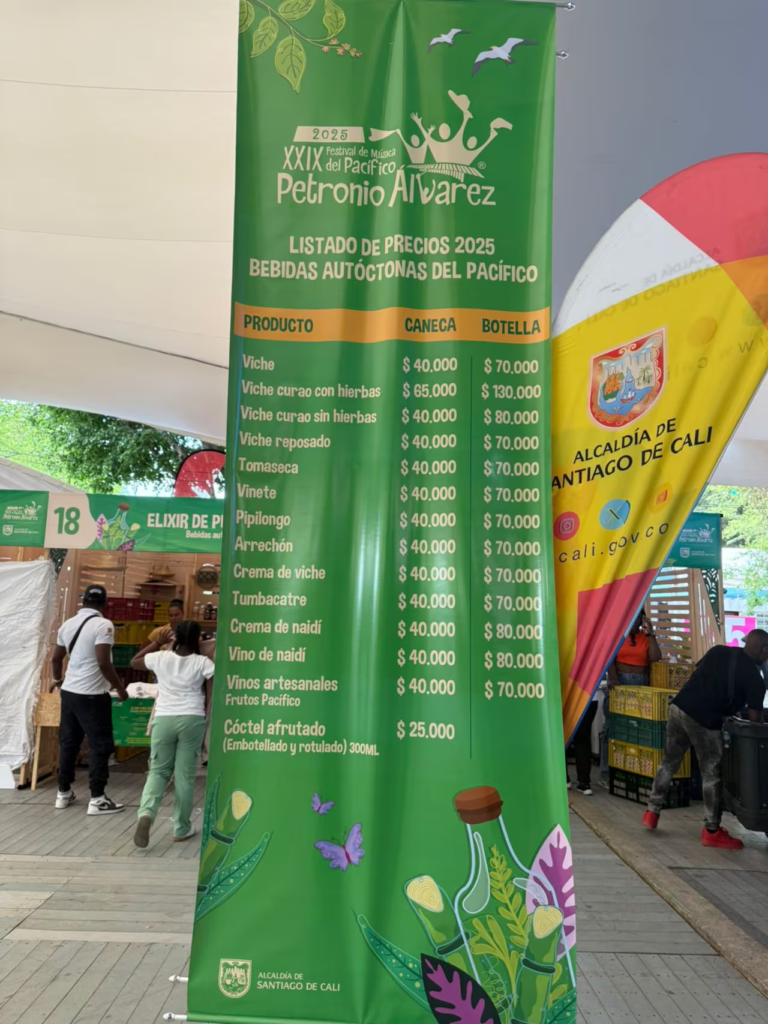 2025
XXIX Festival de Música
del Pacífico
Petronio Álvarez
®
LISTADO DE PRECIOS 2025
BEBIDAS AUTÓCTONAS DEL PACÍFICO
PRODUCTO CANECA BOTELLA
Viche $ 40.000 $ 70.000
Viche curao con hierbas $ 65.000 $ 130.000
Viche curao sin hierbas $ 40.000 $ 80.000
Viche reposado $ 40.000 $ 70.000
Tomaseca $ 40.000 $ 70.000
Vinete $ 40.000 $ 70.000
Pipilongo $ 40.000 $ 70.000
Arrechón $ 40.000 $ 70.000
Crema de viche $ 40.000 $ 70.000
Tumbacatre $ 40.000 $ 70.000
Crema de naidí $ 40.000 $ 80.000
Vino de naidí $ 40.000 $ 80.000
Vinos artesanales $ 40.000 $ 70.000
Frutos Pacífico
Cóctel afrutado $ 25.000
(Embotellado y rotulado) 300ML
ALCALDÍA DE
SANTIAGO DE CALI
ALCALDÍA DE
ANTIAGO DE CALI
cali.gov.co
18
ELIXIR DE
Bebidas
5